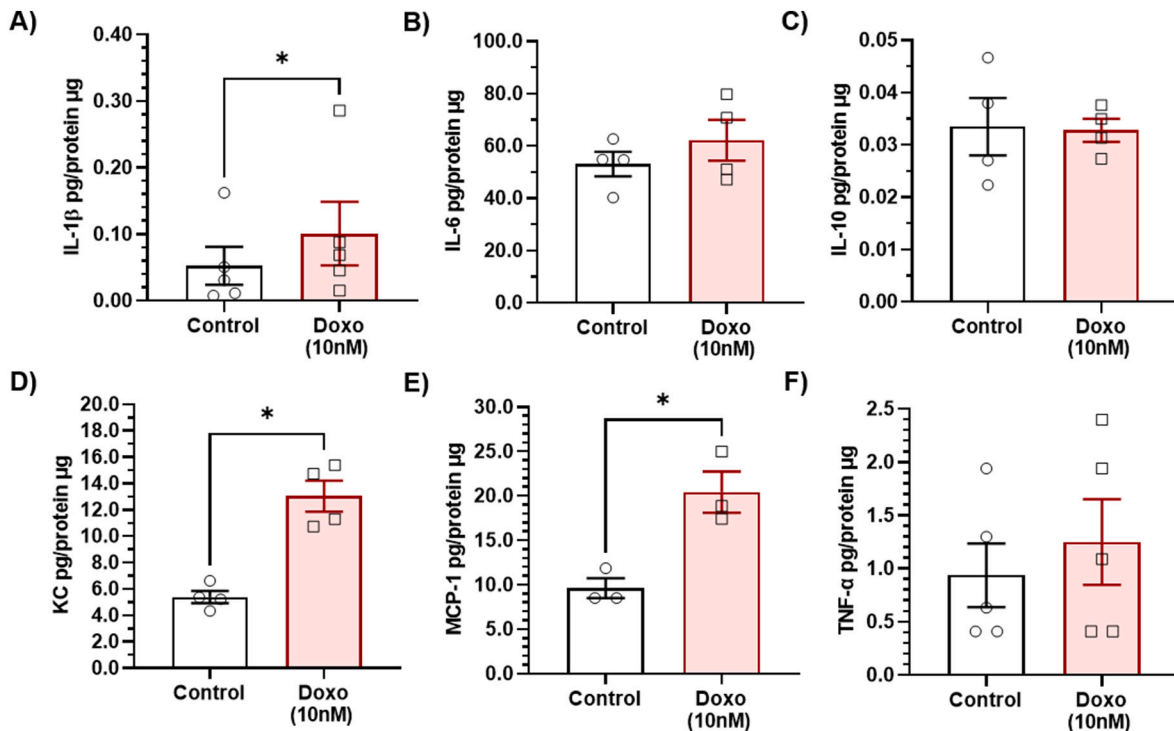 A)
IL-1β pg/protein μg
0.40
0.30
0.20
0.10
0.00
*
Control
Doxo
(10nM)
B)
IL-6 pg/protein μg
100.0
80.0
60.0
40.0
20.0
0.0
Control
Doxo
(10nM)
C)
IL-10 pg/protein μg
0.05
0.04
0.03
0.02
0.01
0.00
Control
Doxo
(10nM)
D)
KC pg/protein μg
20.0
18.0
16.0
14.0
12.0
10.0
8.0
6.0
4.0
2.0
0.0
*
Control
Doxo
(10nM)
E)
MCP-1 pg/protein μg
30.0
25.0
20.0
15.0
10.0
5.0
0.0
*
Control
Doxo
(10nM)
F)
TNF-α pg/protein μg
2.5
2.0
1.5
1.0
0.5
0.0
Control
Doxo
(10nM)